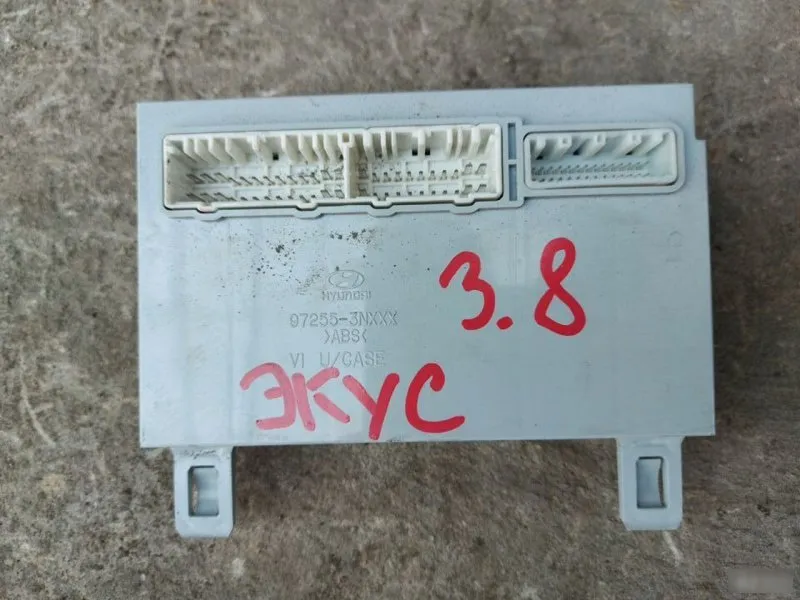 HYUNDAI
97255-3NXXX
>ABS<
VI U/CASE
3.8
ЭКУС